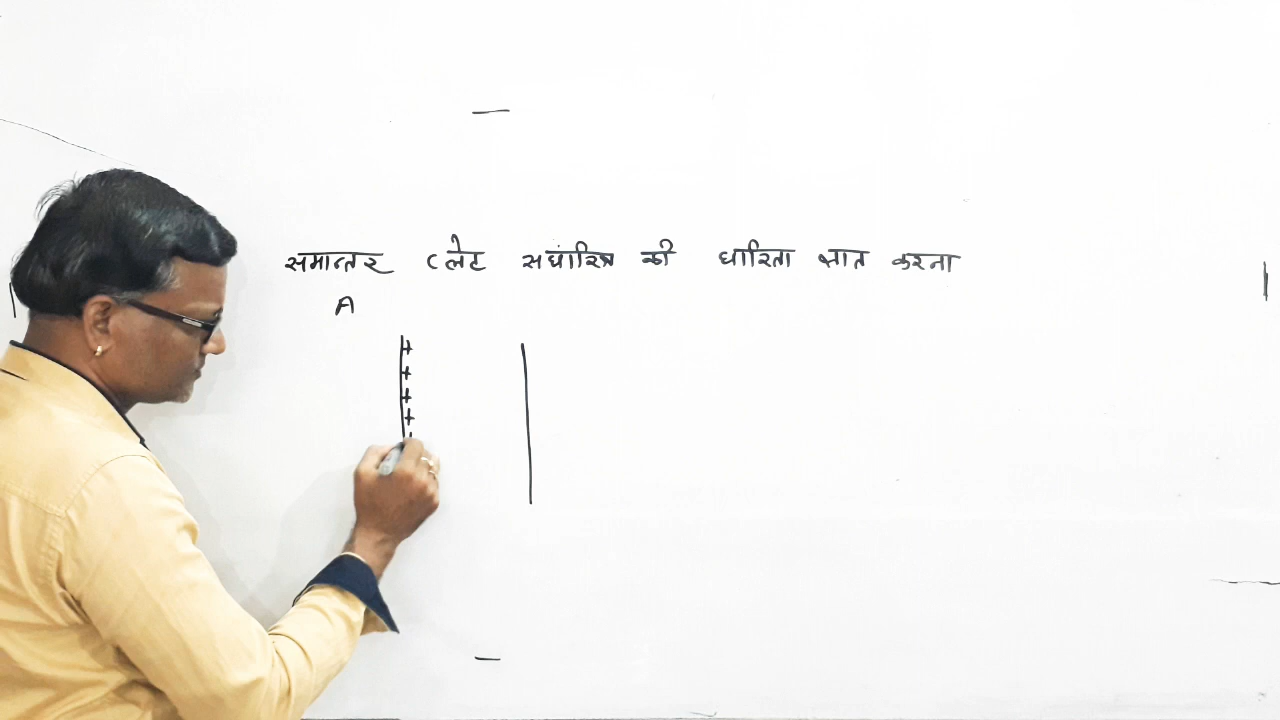 समान्तर प्लेट संघारित्र की धारिता ज्ञात करना
A
+
+
+
+